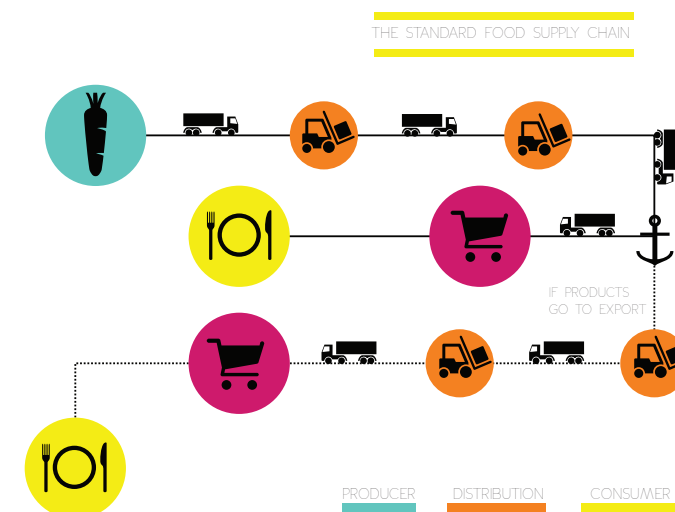 THE STANDARD FOOD SUPPLY CHAIN
IF PRODUCTS
GO TO EXPORT
PRODUCER
DISTRIBUTION
CONSUMER